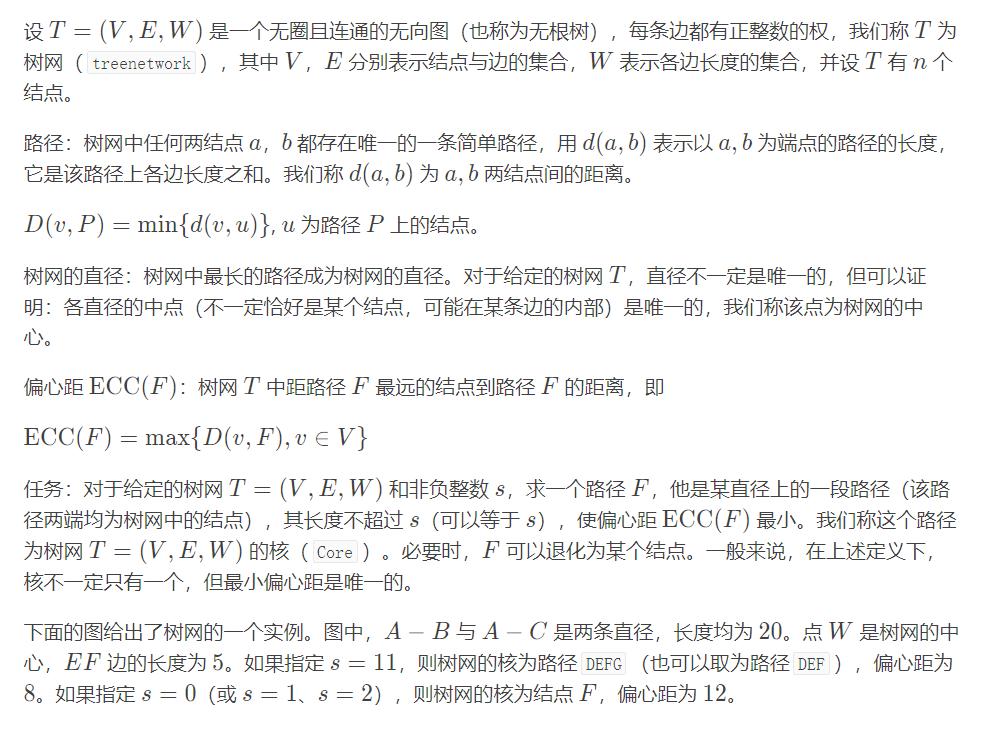 设 T = (V, E, W) 是一个无圈且连通的无向图（也称为无根树），每条边都有正整数的权，我们称 T 为
树网（ treenetwork ），其中 V，E 分别表示结点与边的集合，W 表示各边长度的集合，并设 T 有 n 个
结点。
路径：树网中任何两结点 a，b 都存在唯一的一条简单路径，用 d(a, b) 表示以 a, b 为端点的路径的长度，
它是该路径上各边长度之和。我们称 d(a, b) 为 a, b 两结点间的距离。
D(v, P) = min{d(v, u)}, u 为路径 P 上的结点。
树网的直径：树网中最长的路径成为树网的直径。对于给定的树网 T，直径不一定是唯一的，但可以证
明：各直径的中点（不一定恰好是某个结点，可能在某条边的内部）是唯一的，我们称该点为树网的中
心。
偏心距 ECC(F)：树网 T 中距路径 F 最远的结点到路径 F 的距离，即
ECC(F) = max{D(v, F), v ∈ V}
任务：对于给定的树网 T = (V, E, W) 和非负整数 s，求一个路径 F，他是某直径上的一段路径（该路
径两端均为树网中的结点），其长度不超过 s（可以等于 s），使偏心距 ECC(F) 最小。我们称这个路径
为树网 T = (V, E, W) 的核（ Core ）。必要时，F 可以退化为某个结点。一般来说，在上述定义下，
核不一定只有一个，但最小偏心距是唯一的。
下面的图给出了树网的一个实例。图中，A − B 与 A − C 是两条直径，长度均为 20。点 W 是树网的中
心，EF 边的长度为 5。如果指定 s = 11，则树网的核为路径 DEFG （也可以取为路径 DEF ），偏心距为
8。如果指定 s = 0（或 s = 1、s = 2），则树网的核为结点 F，偏心距为 12。